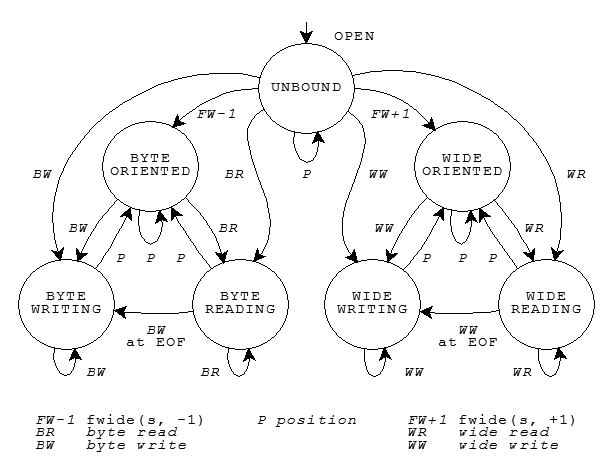 OPEN
UNBOUND
FW-1
FW+1
BYTE
ORIENTED
WIDE
ORIENTED
BW
BR
P
WW
WR
BW
BR
WW
WR
P
P
P
P
P
P
BYTE
WRITING
BYTE
READING
WIDE
WRITING
WIDE
READING
BW
at EOF
WW
at EOF
BW
BR
WW
WR
FW-1 fwide(s, -1)
P position
FW+1 fwide(s, +1)
BR byte read
WR wide read
BW byte write
WW wide write